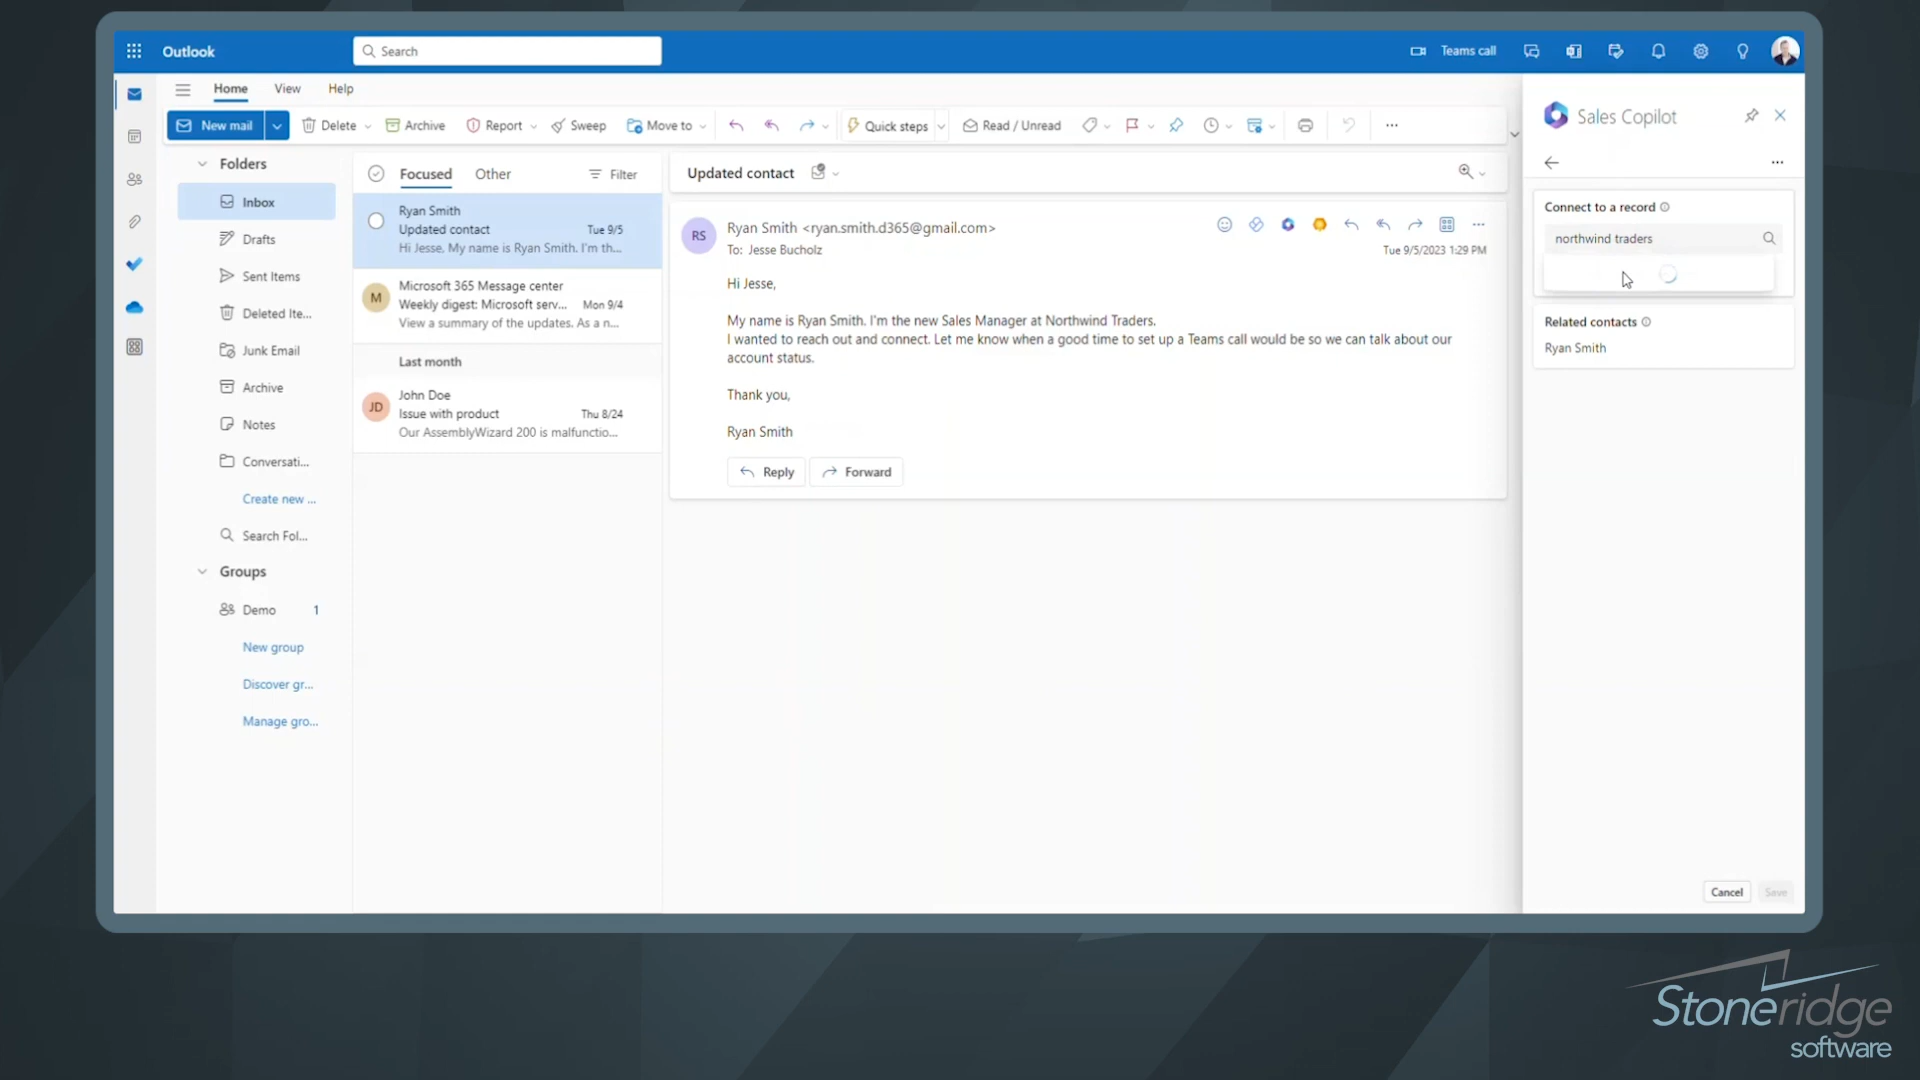 Outlook
Search
Teams call
Home
View
Help
New mail
Delete
Archive
Report
Sweep
Move to
Quick steps
Read / Unread
Folders
Inbox
Drafts
Sent Items
Deleted Ite...
Junk Email
Archive
Notes
Conversati...
Create new ...
Search Fol...
Groups
Demo 1
New group
Discover gr...
Manage gro...
Focused
Other
Filter
Ryan Smith
Updated contact Tue 9/5
Hi Jesse, My name is Ryan Smith. I'm th...
M
Microsoft 365 Message center
Weekly digest: Microsoft serv... Mon 9/4
View a summary of the updates. As a n...
Last month
JD
John Doe
Issue with product Thu 8/24
Our AssemblyWizard 200 is malfunctio...
Updated contact
RS
Ryan Smith <ryan.smith.d365@gmail.com>
To: Jesse Bucholz
Tue 9/5/2023 1:29 PM
Hi Jesse,
My name is Ryan Smith. I'm the new Sales Manager at Northwind Traders.
I wanted to reach out and connect. Let me know when a good time to set up a Teams call would be so we can talk about our
account status.
Thank you,
Ryan Smith
Reply
Forward
Sales Copilot
Connect to a record
northwind traders
Related contacts
Ryan Smith
Cancel
Save
Stoneridge
software